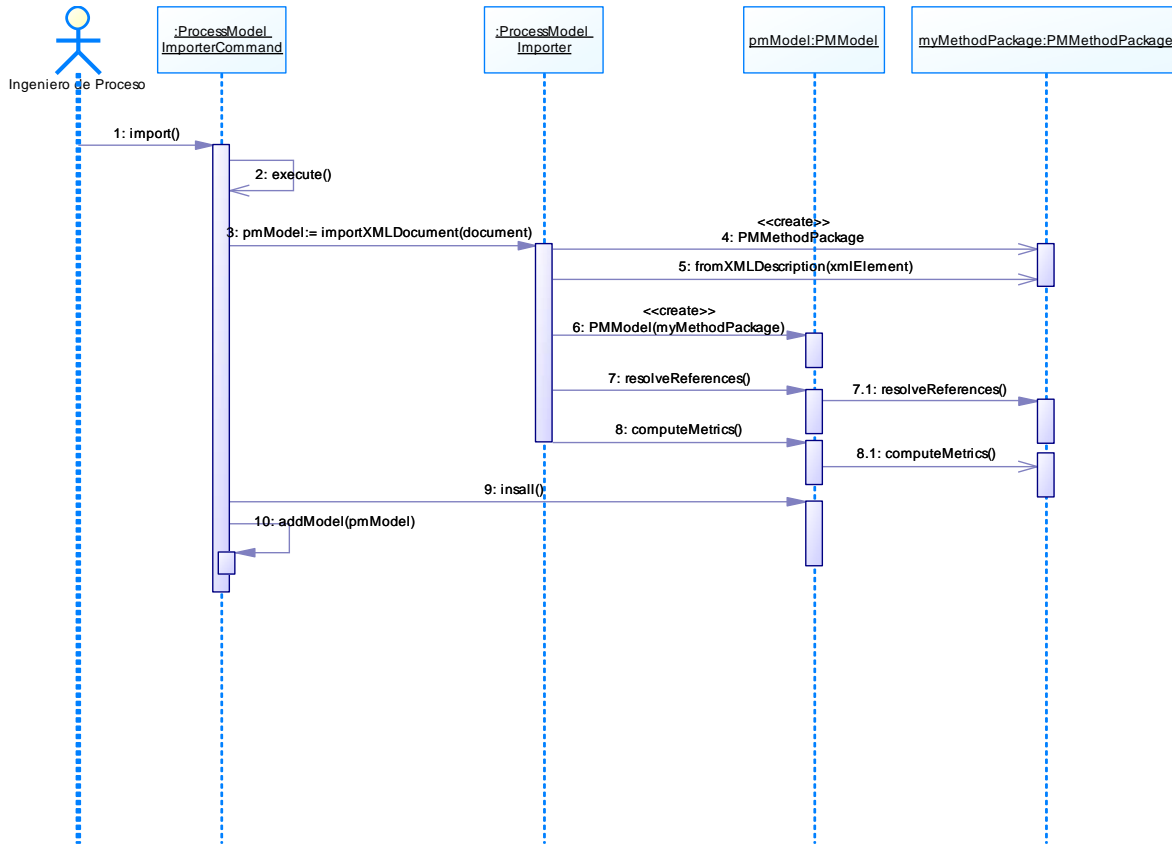 :ProcessModel
ImporterCommand
:ProcessModel
Importer
pmModel:PMModel
myMethodPackage:PMMethodPackage
Ingeniero de Proceso
1: import()
2: execute()
3: pmModel:= importXMLDocument(document)
<<create>>
4: PMMethodPackage
5: fromXMLDescription(xmlElement)
<<create>>
6: PMModel(myMethodPackage)
7: resolveReferences()
7.1: resolveReferences()
8: computeMetrics()
8.1: computeMetrics()
9: insall()
10: addModel(pmModel)